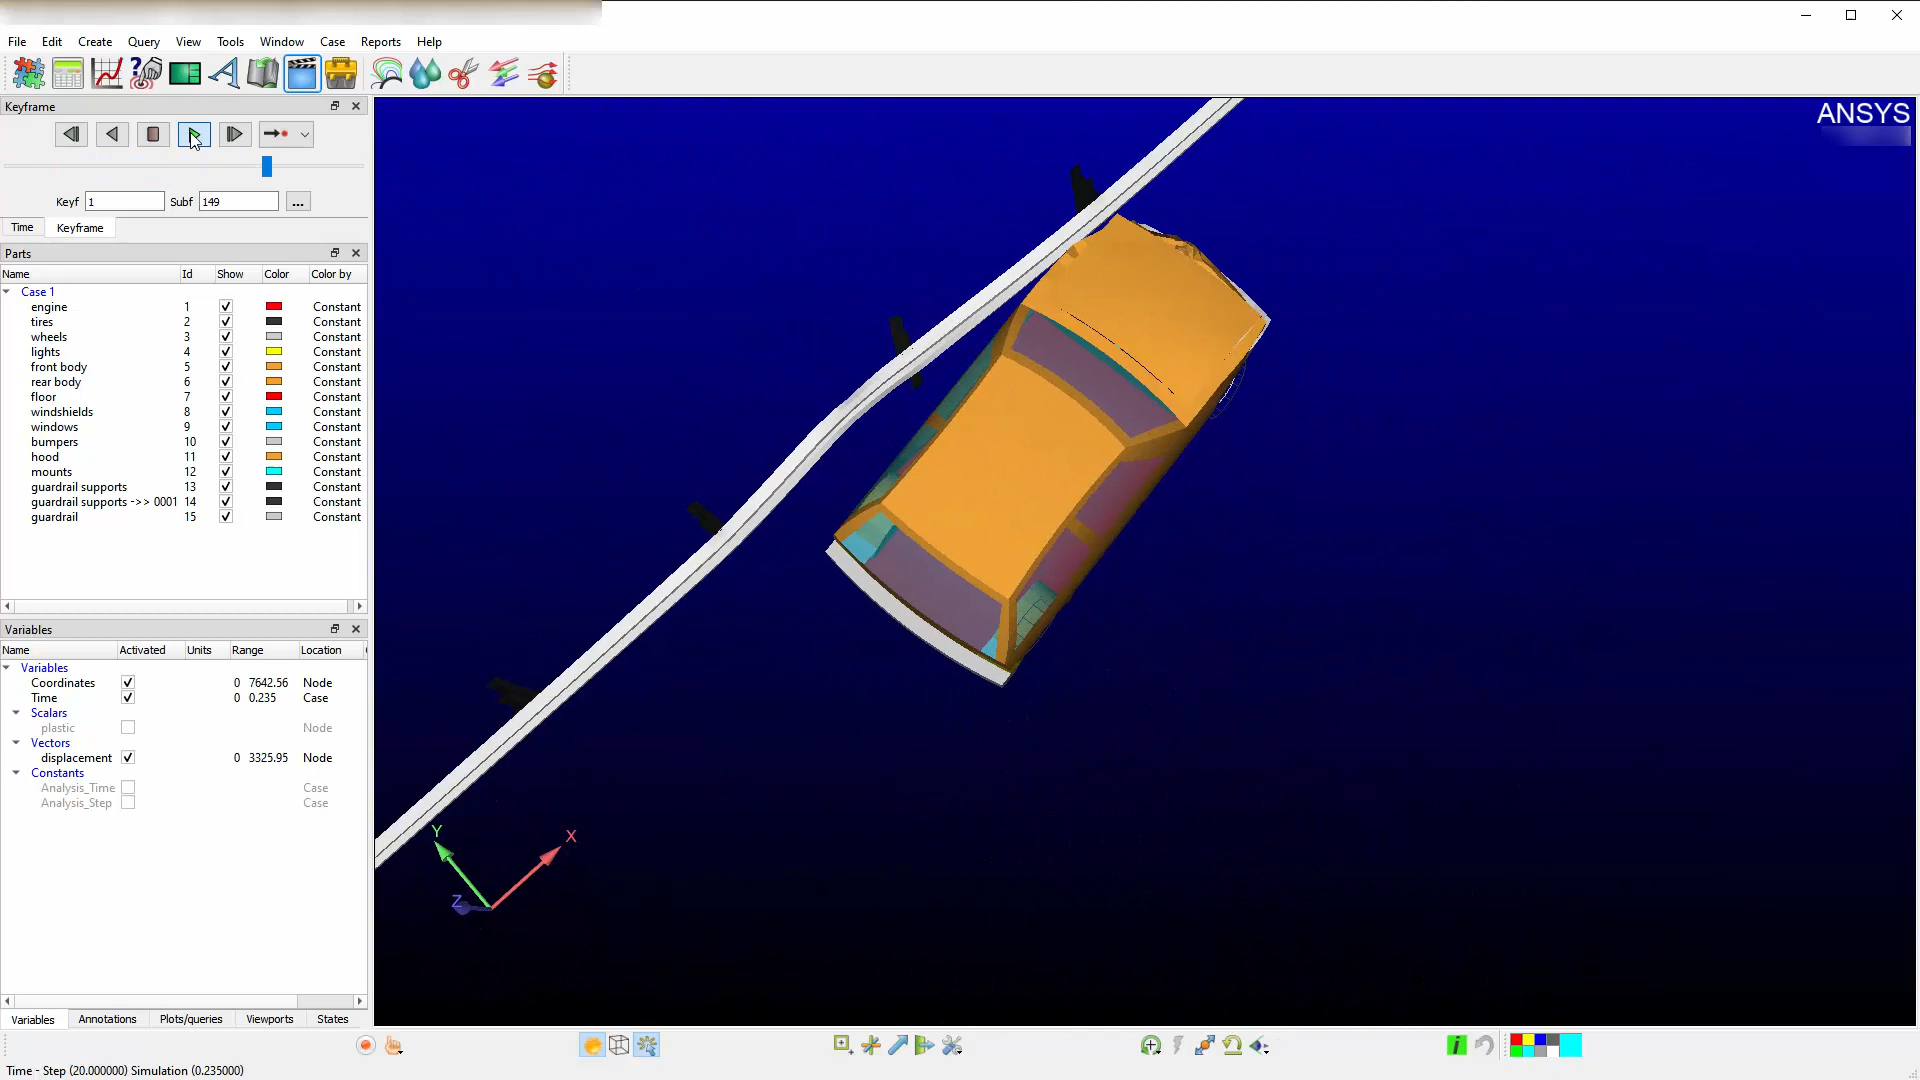 File Edit Create Query View Tools Window Case Reports Help
Keyframe
Keyf 1 Subf 149 ...
Time Keyframe
Parts
Name Id Show Color Color by
Case 1
engine 1 Constant
tires 2 Constant
wheels 3 Constant
lights 4 Constant
front body 5 Constant
rear body 6 Constant
floor 7 Constant
windshields 8 Constant
windows 9 Constant
bumpers 10 Constant
hood 11 Constant
mounts 12 Constant
guardrail supports 13 Constant
guardrail supports ->> 0001 14 Constant
guardrail 15 Constant
Variables
Name Activated Units Range Location
Variables
Coordinates 0 7642.56 Node
Time 0 0.235 Case
Scalars
plastic Node
Vectors
displacement 0 3325.95 Node
Constants
Analysis_Time Case
Analysis_Step Case
Variables Annotations Plots/queries Viewports States
Time - Step (20.000000) Simulation (0.235000)
ANSYS
Y
X
Z